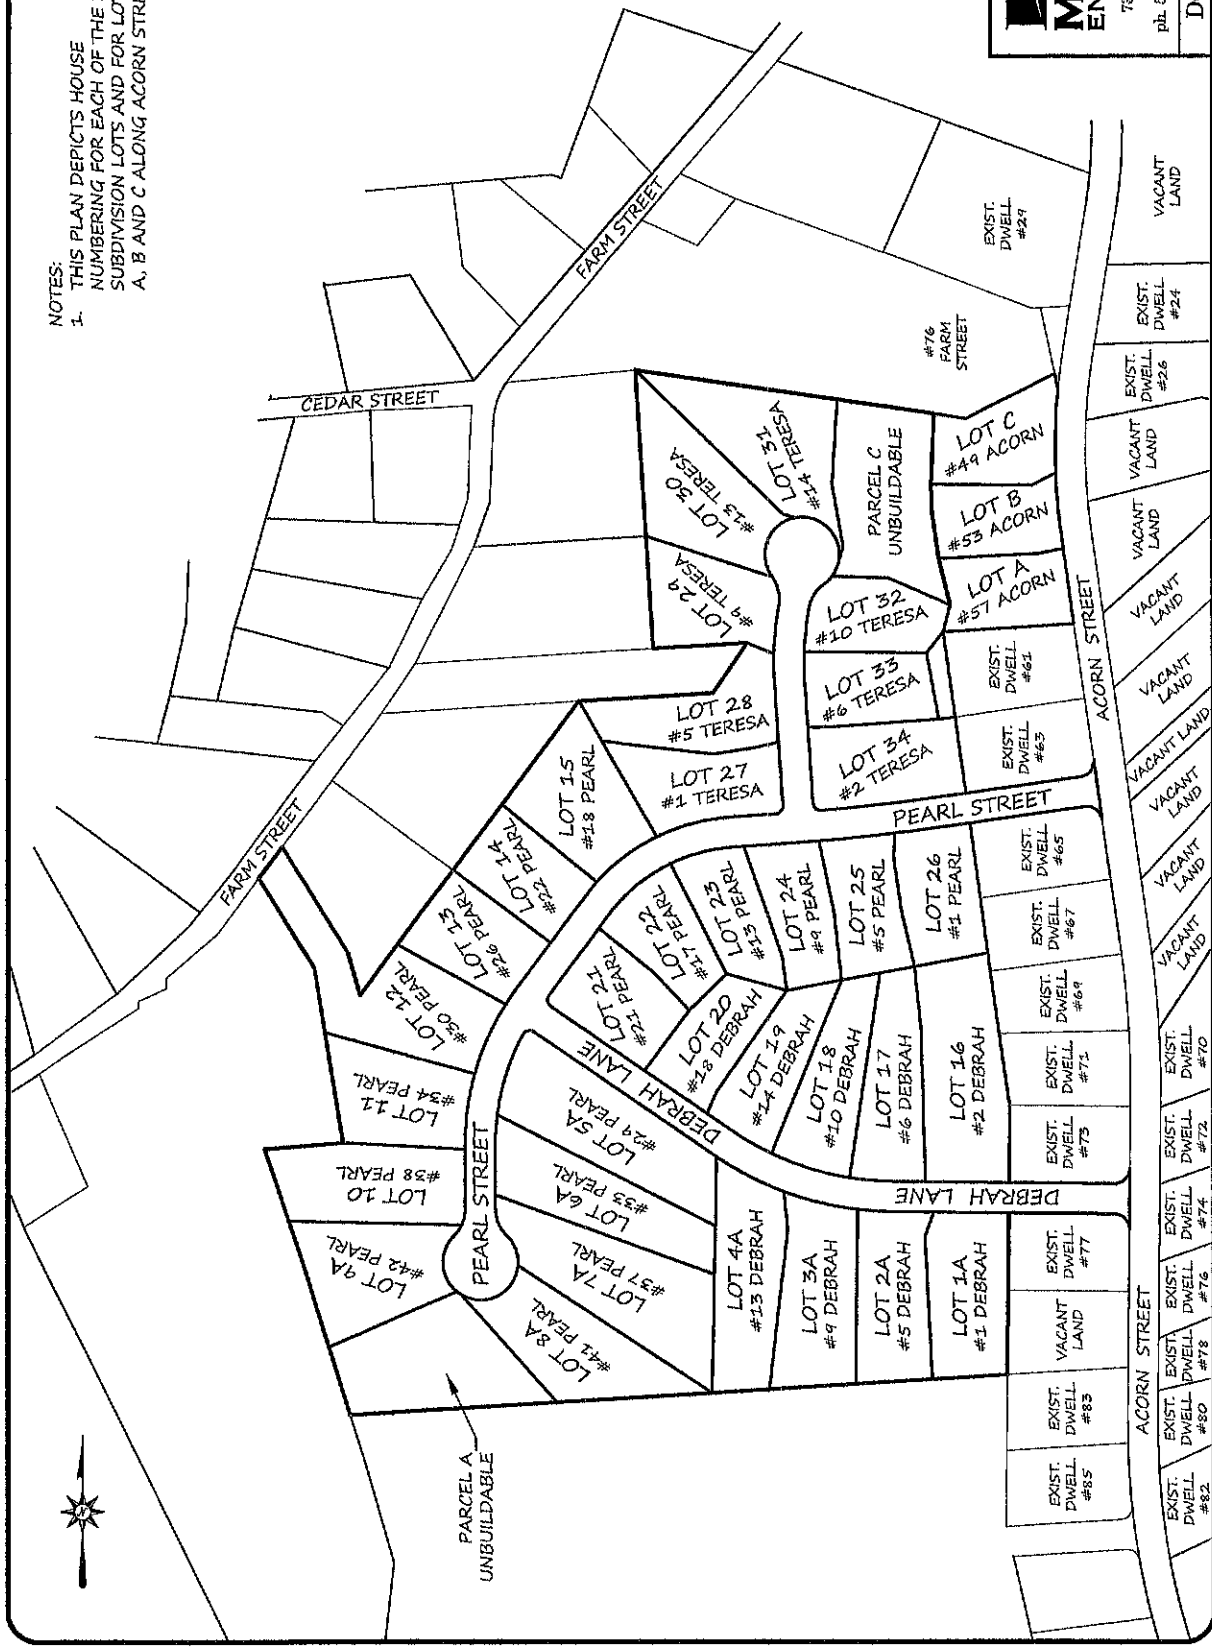 NOTES:
1. THIS PLAN DEPICTS HOUSE
NUMBERING FOR EACH OF THE
SUBDIVISION LOTS AND FOR
A, B AND C ALONG ACORN
ph.
FARM STREET
CEDAR STREET
FARM STREET
#76
FARM
STREET
EXIST.
DWELL
#29
LOT 31
#14 TERESA
LOT 30
#13 TERESA
LOT 29
#9 TERESA
PARCEL C
UNBUILDABLE
LOT C
#49 ACORN
LOT B
#53 ACORN
LOT A
#57 ACORN
LOT 32
#10 TERESA
LOT 33
#6 TERESA
LOT 34
#2 TERESA
LOT 28
#5 TERESA
LOT 27
#1 TERESA
LOT 15
#18 PEARL
LOT 14
#22 PEARL
LOT 13
#26 PEARL
LOT 12
#30 PEARL
LOT 11
#34 PEARL
LOT 10
#38 PEARL
LOT 9A
#42 PEARL
PEARL STREET
PEARL STREET
LOT 21
#21 PEARL
LOT 22
#17 PEARL
LOT 23
#13 PEARL
LOT 24
#9 PEARL
LOT 25
#5 PEARL
LOT 26
#1 PEARL
LOT 20
#18 DEBRAH
LOT 19
#14 DEBRAH
LOT 18
#10 DEBRAH
LOT 17
#6 DEBRAH
LOT 16
#2 DEBRAH
DEBRAH LANE
DEBRAH LANE
LOT 5A
#29 PEARL
LOT 6A
#33 PEARL
LOT 7A
#37 PEARL
LOT 8A
#41 PEARL
LOT 4A
#13 DEBRAH
LOT 3A
#9 DEBRAH
LOT 2A
#5 DEBRAH
LOT 1A
#1 DEBRAH
PARCEL A
UNBUILDABLE
N
EXIST.
DWELL
#85
EXIST.
DWELL
#83
VACANT
LAND
EXIST.
DWELL
#77
EXIST.
DWELL
#73
EXIST.
DWELL
#71
EXIST.
DWELL
#69
EXIST.
DWELL
#67
EXIST.
DWELL
#65
EXIST.
DWELL
#63
EXIST.
DWELL
#61
ACORN STREET
ACORN STREET
EXIST.
DWELL
#82
EXIST.
DWELL
#80
EXIST.
DWELL
#78
EXIST.
DWELL
#76
EXIST.
DWELL
#74
EXIST.
DWELL
#72
EXIST.
DWELL
#70
VACANT
LAND
VACANT
LAND
VACANT
LAND
VACANT LAND
VACANT
LAND
VACANT
LAND
VACANT
LAND
VACANT
LAND
EXIST.
DWELL
#26
EXIST.
DWELL
#24
VACANT
LAND